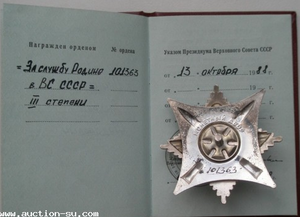 Награжден орденом № ордена
= За службу Родине 101363
в ВС СССР =
III степени
Указом Президиума Верховного Совета СССР
от 13 октября 1988 г.
101363
www.auction-su.com